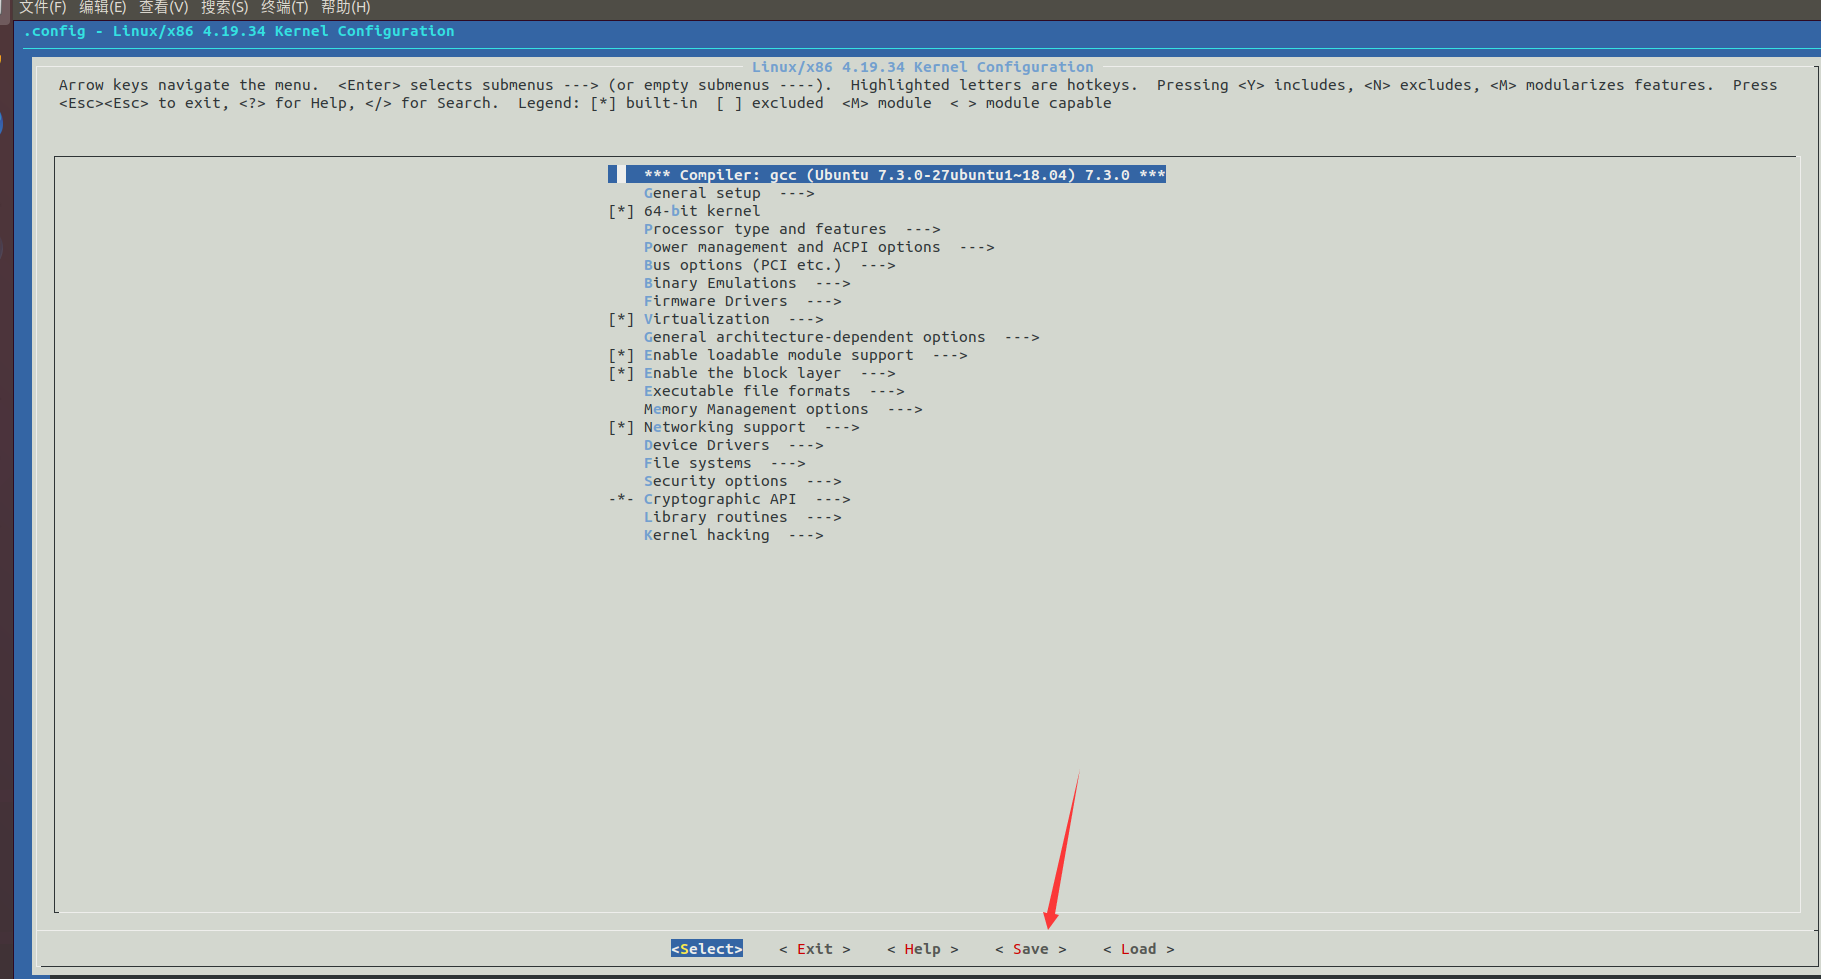 文件(F) 编辑(E) 查看(V) 搜索(S) 终端(T) 帮助(H)
.config - Linux/x86 4.19.34 Kernel Configuration
Linux/x86 4.19.34 Kernel Configuration
Arrow keys navigate the menu.  <Enter> selects submenus ---> (or empty submenus ----).  Highlighted letters are hotkeys.  Pressing <Y> includes, <N> excludes, <M> modularizes features.  Press
<Esc><Esc> to exit, <?> for Help, </> for Search.  Legend: [*] built-in  [ ] excluded  <M> module  < > module capable
*** Compiler: gcc (Ubuntu 7.3.0-27ubuntu1~18.04) 7.3.0 ***
General setup  --->
[*] 64-bit kernel
Processor type and features  --->
Power management and ACPI options  --->
Bus options (PCI etc.)  --->
Binary Emulations  --->
Firmware Drivers  --->
[*] Virtualization  --->
General architecture-dependent options  --->
[*] Enable loadable module support  --->
[*] Enable the block layer  --->
Executable file formats  --->
Memory Management options  --->
[*] Networking support  --->
Device Drivers  --->
File systems  --->
Security options  --->
-*- Cryptographic API  --->
Library routines  --->
Kernel hacking  --->
<Select>    < Exit >    < Help >    < Save >    < Load >